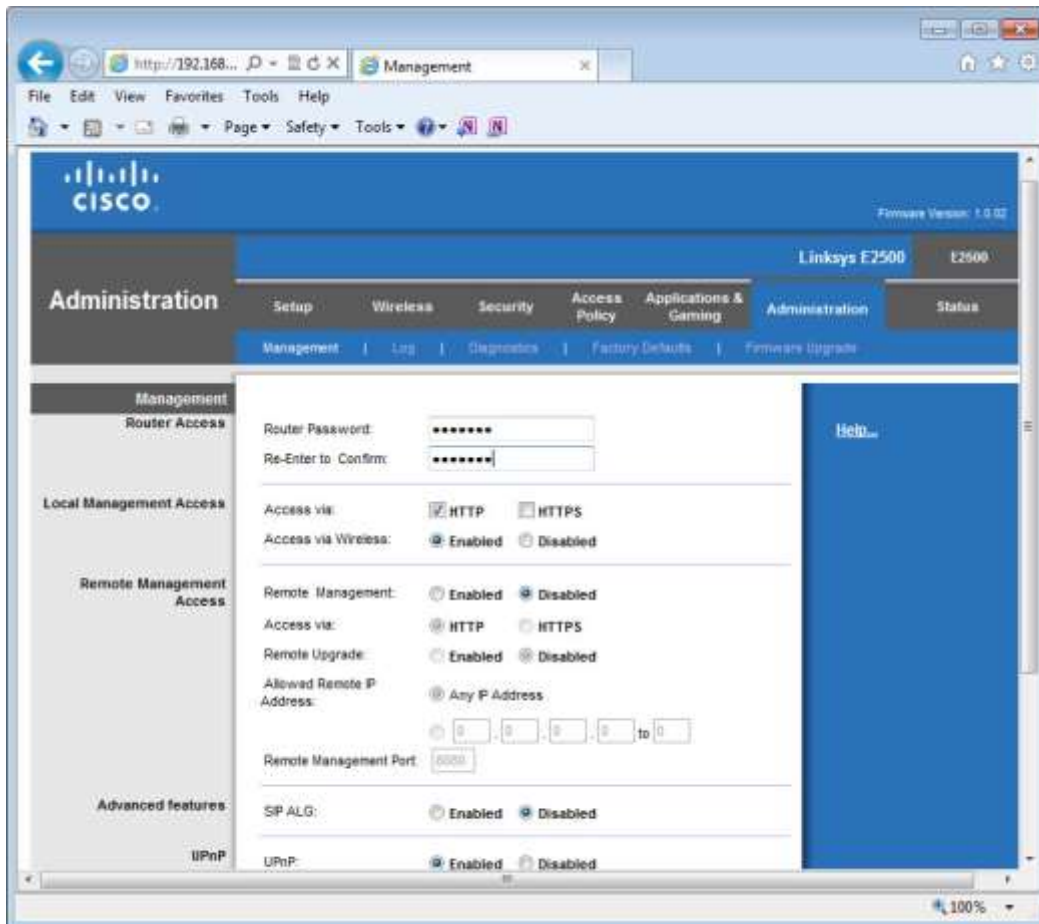 http://192.168...
Management
File Edit View Favorites Tools Help
Page Safety Tools
CISCO
Firmware Version: 1.0.02
Linksys E2500 E2500
Administration
Setup Wireless Security Access Policy Applications & Gaming Administration Status
Management | Log | Diagnostics | Factory Defaults | Firmware Upgrade
Management
Router Access
Router Password:
Help...
Re-Enter to Confirm:
Local Management Access
Access via: HTTP HTTPS
Access via Wireless: Enabled Disabled
Remote Management Access
Remote Management: Enabled Disabled
Access via: HTTP HTTPS
Remote Upgrade: Enabled Disabled
Allowed Remote IP Address: Any IP Address
0 . 0 . 0 . 0 to 0
Remote Management Port: 8080
Advanced features
SIP ALG: Enabled Disabled
UPnP
UPnP: Enabled Disabled
100%